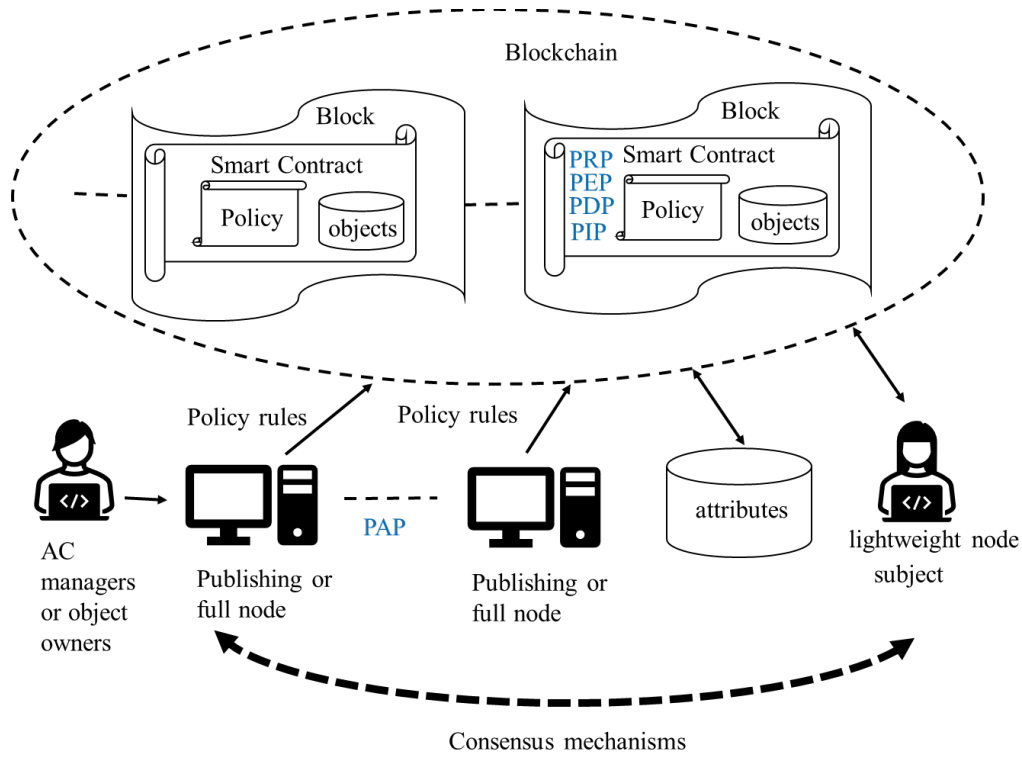 Blockchain
Block
Smart Contract
Policy
objects
Block
PRP Smart Contract
PEP
PDP
PIP
Policy
objects
Policy rules
Policy rules
PAP
attributes
AC
managers
or object
owners
Publishing or
full node
Publishing or
full node
lightweight node
subject
Consensus mechanisms